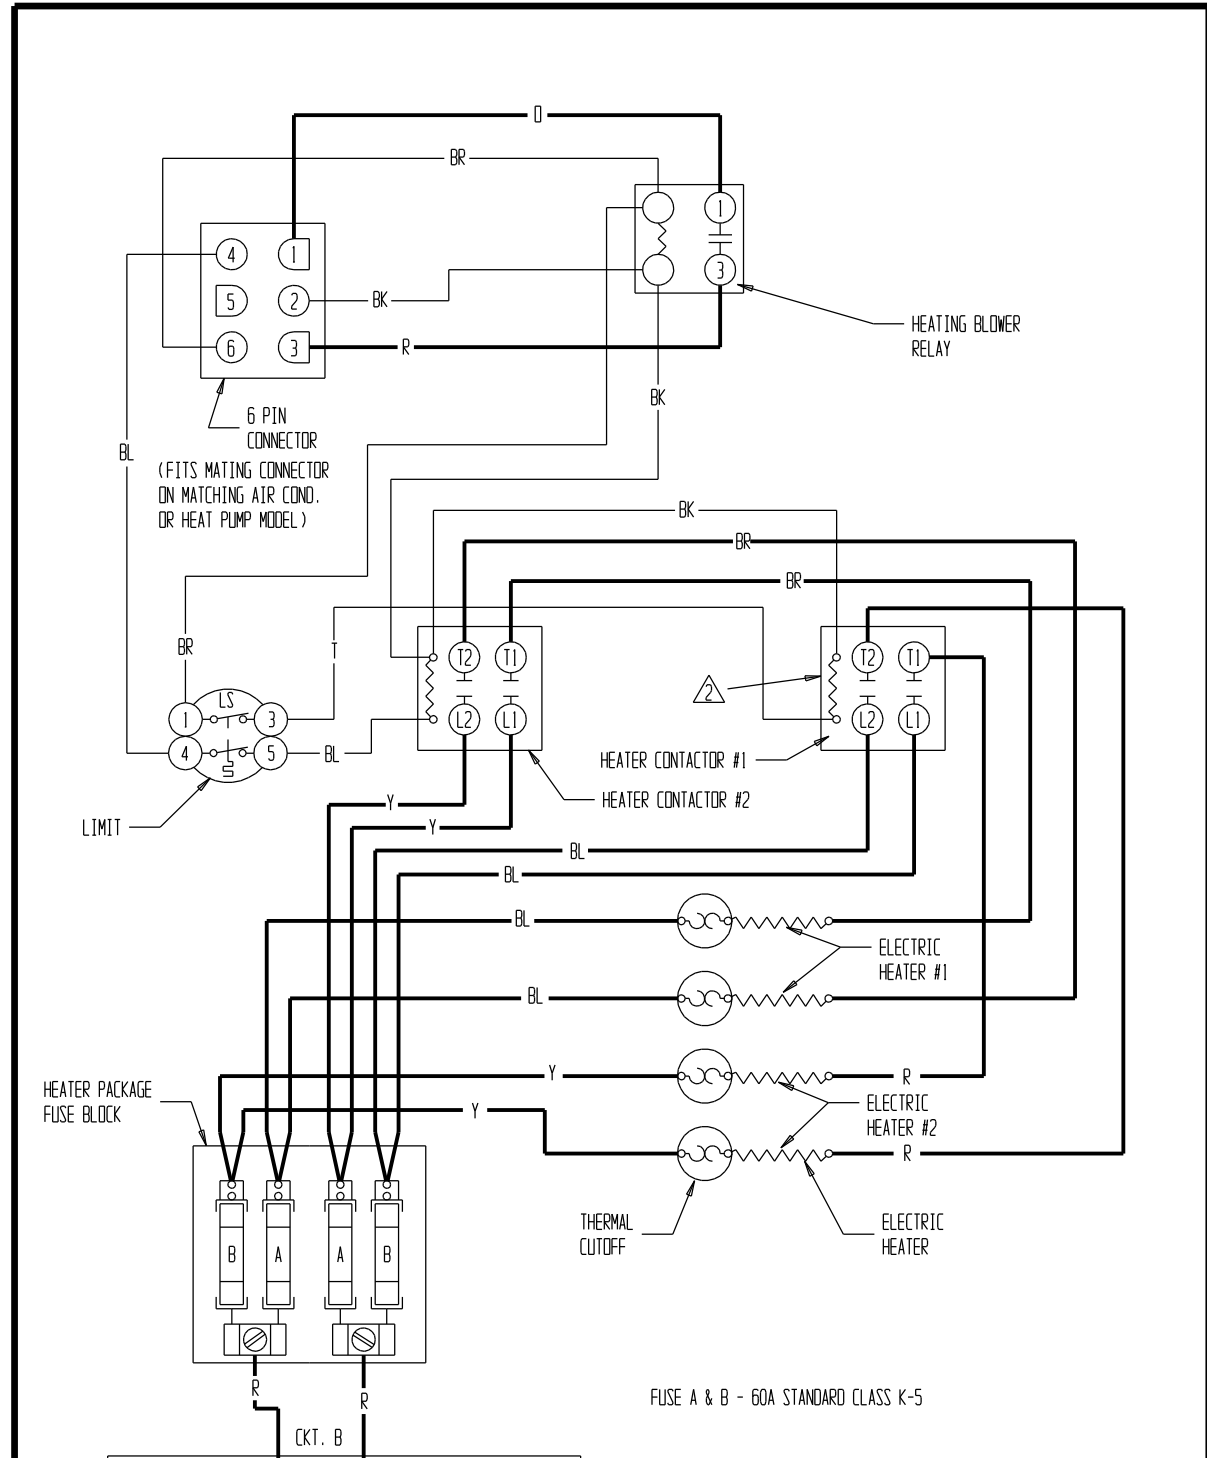 O
BR
1
4
1
3
5
2
BK
6
3
R
HEATING BLOWER
RELAY
BK
6 PIN
CONNECTOR
BL
(FITS MATING CONNECTOR
ON MATCHING AIR COND.
OR HEAT PUMP MODEL)
BK
BR
BR
BR
T
T2
T1
T2
T1
2
LS
1
3
L2
L1
L2
L1
4
5
LS
BL
HEATER CONTACTOR #1
HEATER CONTACTOR #2
Y
LIMIT
Y
BL
BL
BL
ELECTRIC
HEATER #1
BL
Y
R
HEATER PACKAGE
FUSE BLOCK
Y
ELECTRIC
HEATER #2
R
THERMAL
CUTOFF
ELECTRIC
HEATER
B
A
A
B
R
R
FUSE A & B - 60A STANDARD CLASS K-5
CKT. B